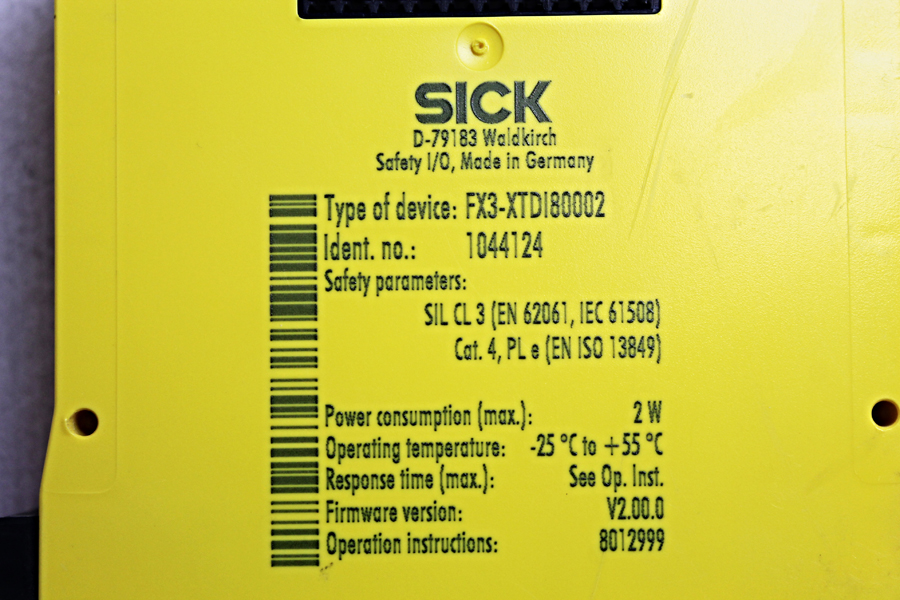 SICK
D-79183 Waldkirch
Safety I/O, Made in Germany
Type of device: FX3-XTDI80002
Ident. no.: 1044124
Safety parameters:
SIL CL 3 (EN 62061, IEC 61508)
Cat. 4, PL e (EN ISO 13849)
Power consumption (max.): 2 W
Operating temperature: -25 °C to +55 °C
Response time (max.): See Op. Inst.
Firmware version: V2.00.0
Operation instructions: 8012999